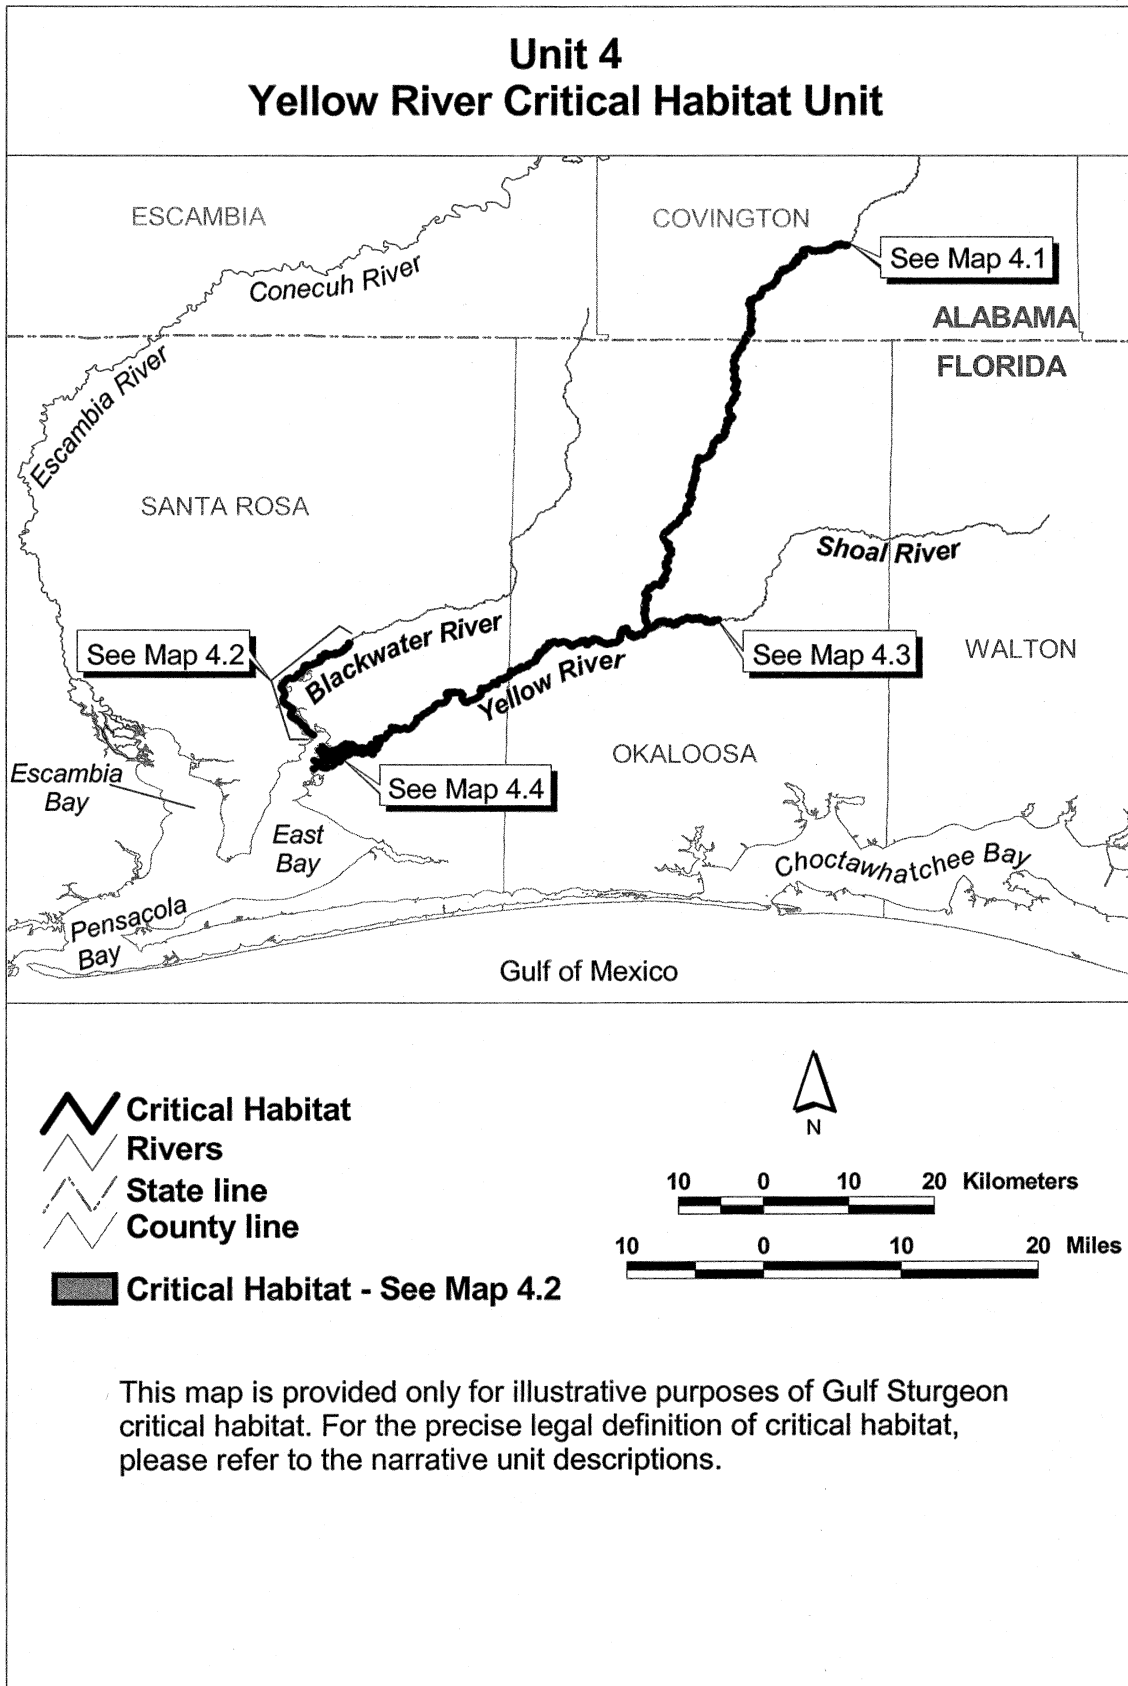 Unit 4
Yellow River Critical Habitat Unit
ESCAMBIA
COVINGTON
See Map 4.1
Conecuh River
ALABAMA
FLORIDA
Escambia River
SANTA ROSA
Shoal River
See Map 4.2
Blackwater River
See Map 4.3
WALTON
Yellow River
OKALOOSA
Escambia
Bay
See Map 4.4
East
Bay
Choctawhatchee Bay
Pensacola
Bay
Gulf of Mexico
Critical Habitat
Rivers
State line
County line
Critical Habitat - See Map 4.2
N
10 0 10 20 Kilometers
10 0 10 20 Miles
This map is provided only for illustrative purposes of Gulf Sturgeon
critical habitat. For the precise legal definition of critical habitat,
please refer to the narrative unit descriptions.